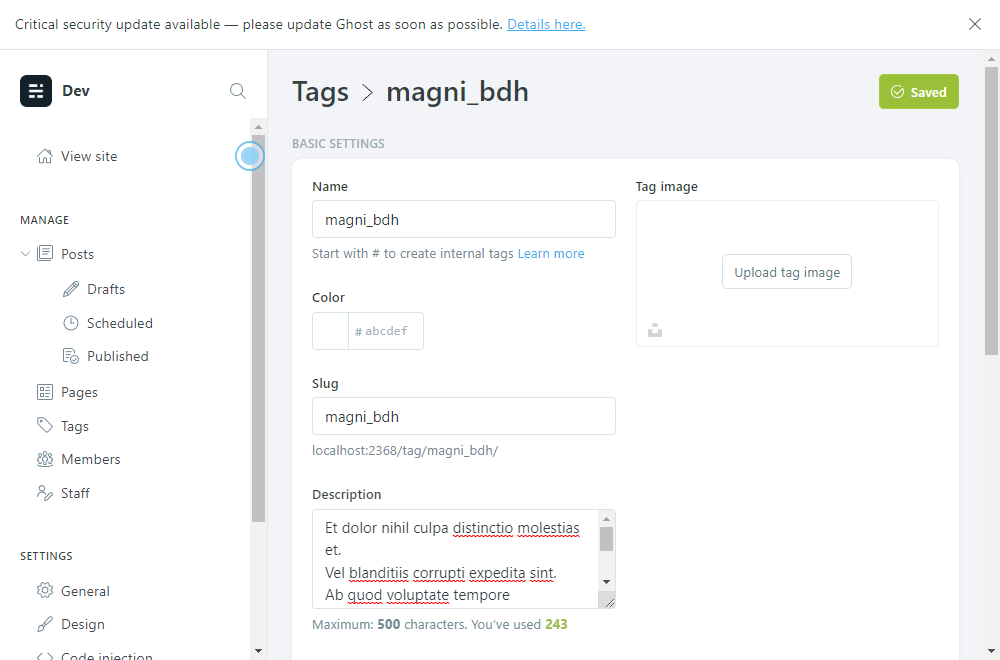 Critical security update available — please update Ghost as soon as possible. Details here.
Dev
View site
MANAGE
Posts
Drafts
Scheduled
Published
Pages
Tags
Members
Staff
SETTINGS
General
Design
Code injection
Tags > magni_bdh
Saved
BASIC SETTINGS
Name
magni_bdh
Start with # to create internal tags Learn more
Color
# abcdef
Slug
magni_bdh
localhost:2368/tag/magni_bdh/
Description
Et dolor nihil culpa distinctio molestias
et.
Vel blanditiis corrupti expedita sint.
Ab quod voluptate tempore
Maximum: 500 characters. You've used 243
Tag image
Upload tag image